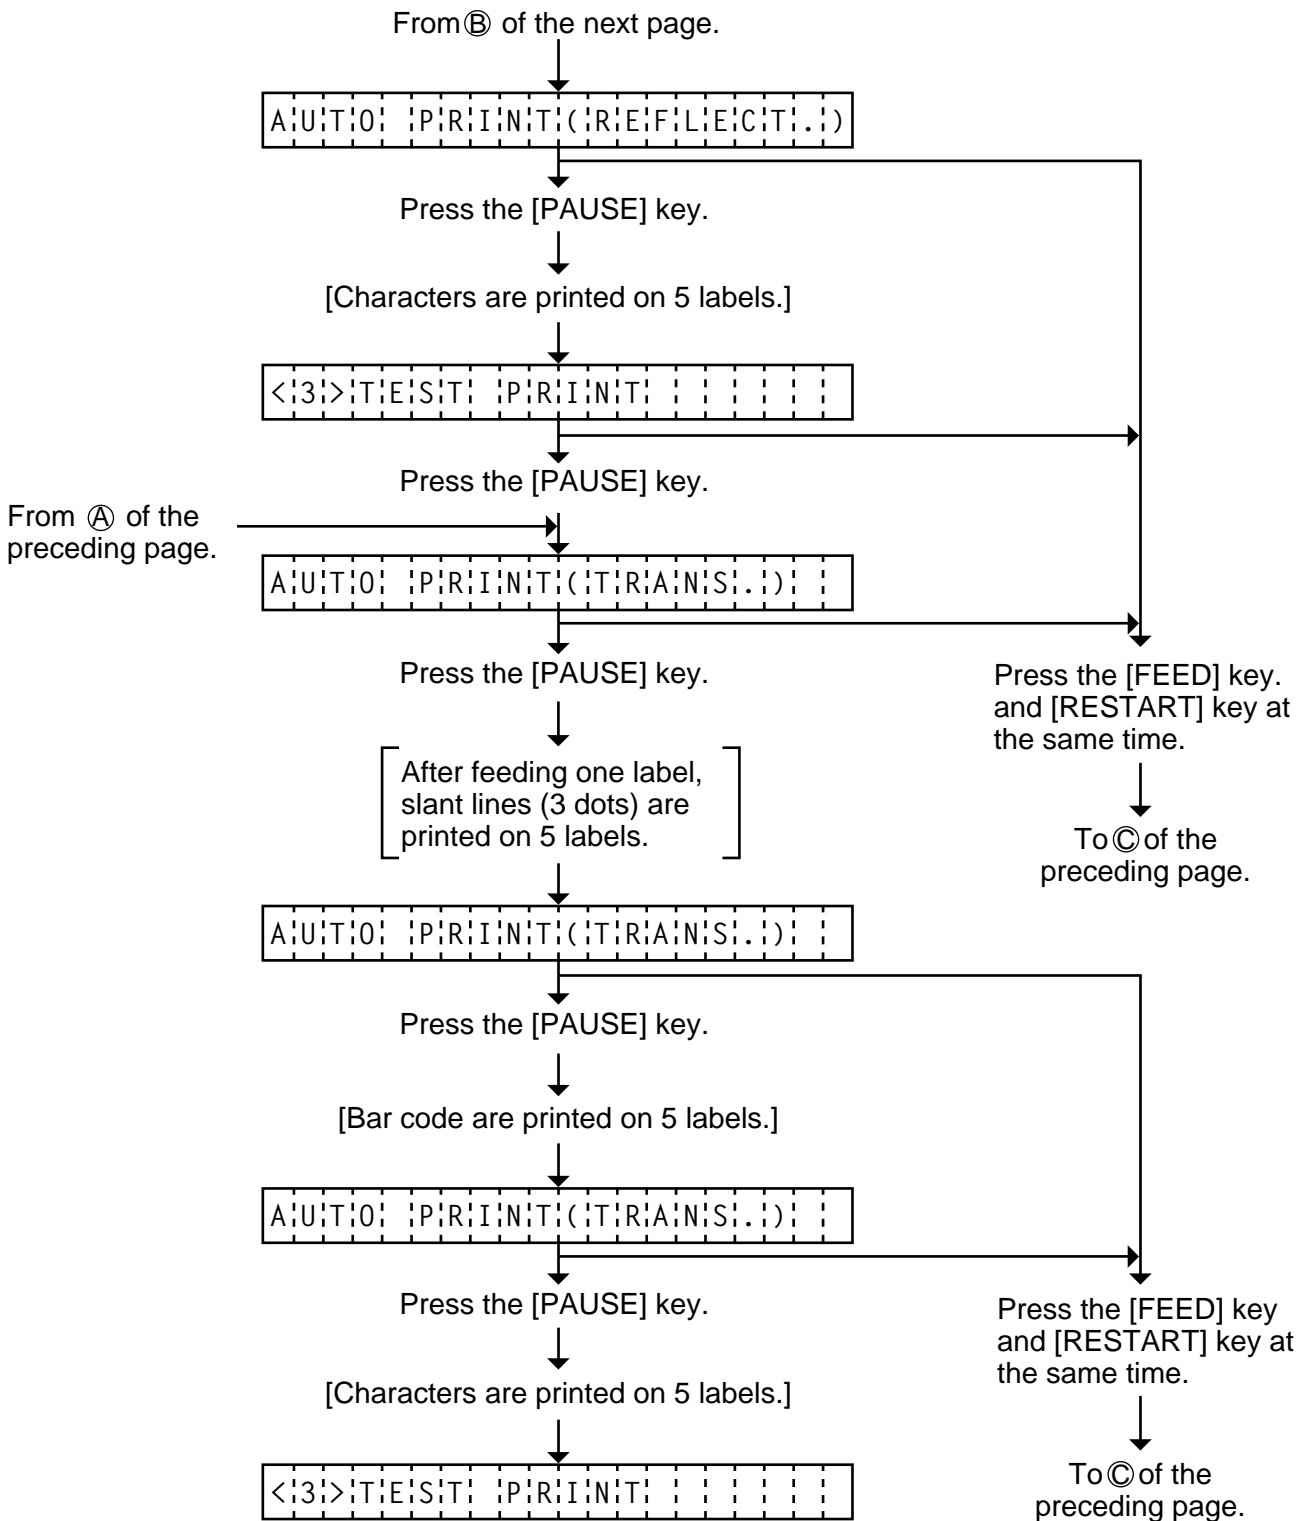 From Ⓑ of the next page.
AUTO PRINT(REFLECT.)
Press the [PAUSE] key.
[Characters are printed on 5 labels.]
<3>TEST PRINT
Press the [PAUSE] key.
From Ⓐ of the
preceding page.
AUTO PRINT(TRANS.)
Press the [PAUSE] key.
Press the [FEED] key.
and [RESTART] key at
the same time.
To Ⓒ of the
preceding page.
After feeding one label,
slant lines (3 dots) are
printed on 5 labels.
AUTO PRINT(TRANS.)
Press the [PAUSE] key.
[Bar code are printed on 5 labels.]
AUTO PRINT(TRANS.)
Press the [PAUSE] key.
Press the [FEED] key
and [RESTART] key at
the same time.
[Characters are printed on 5 labels.]
<3>TEST PRINT
To Ⓒ of the
preceding page.